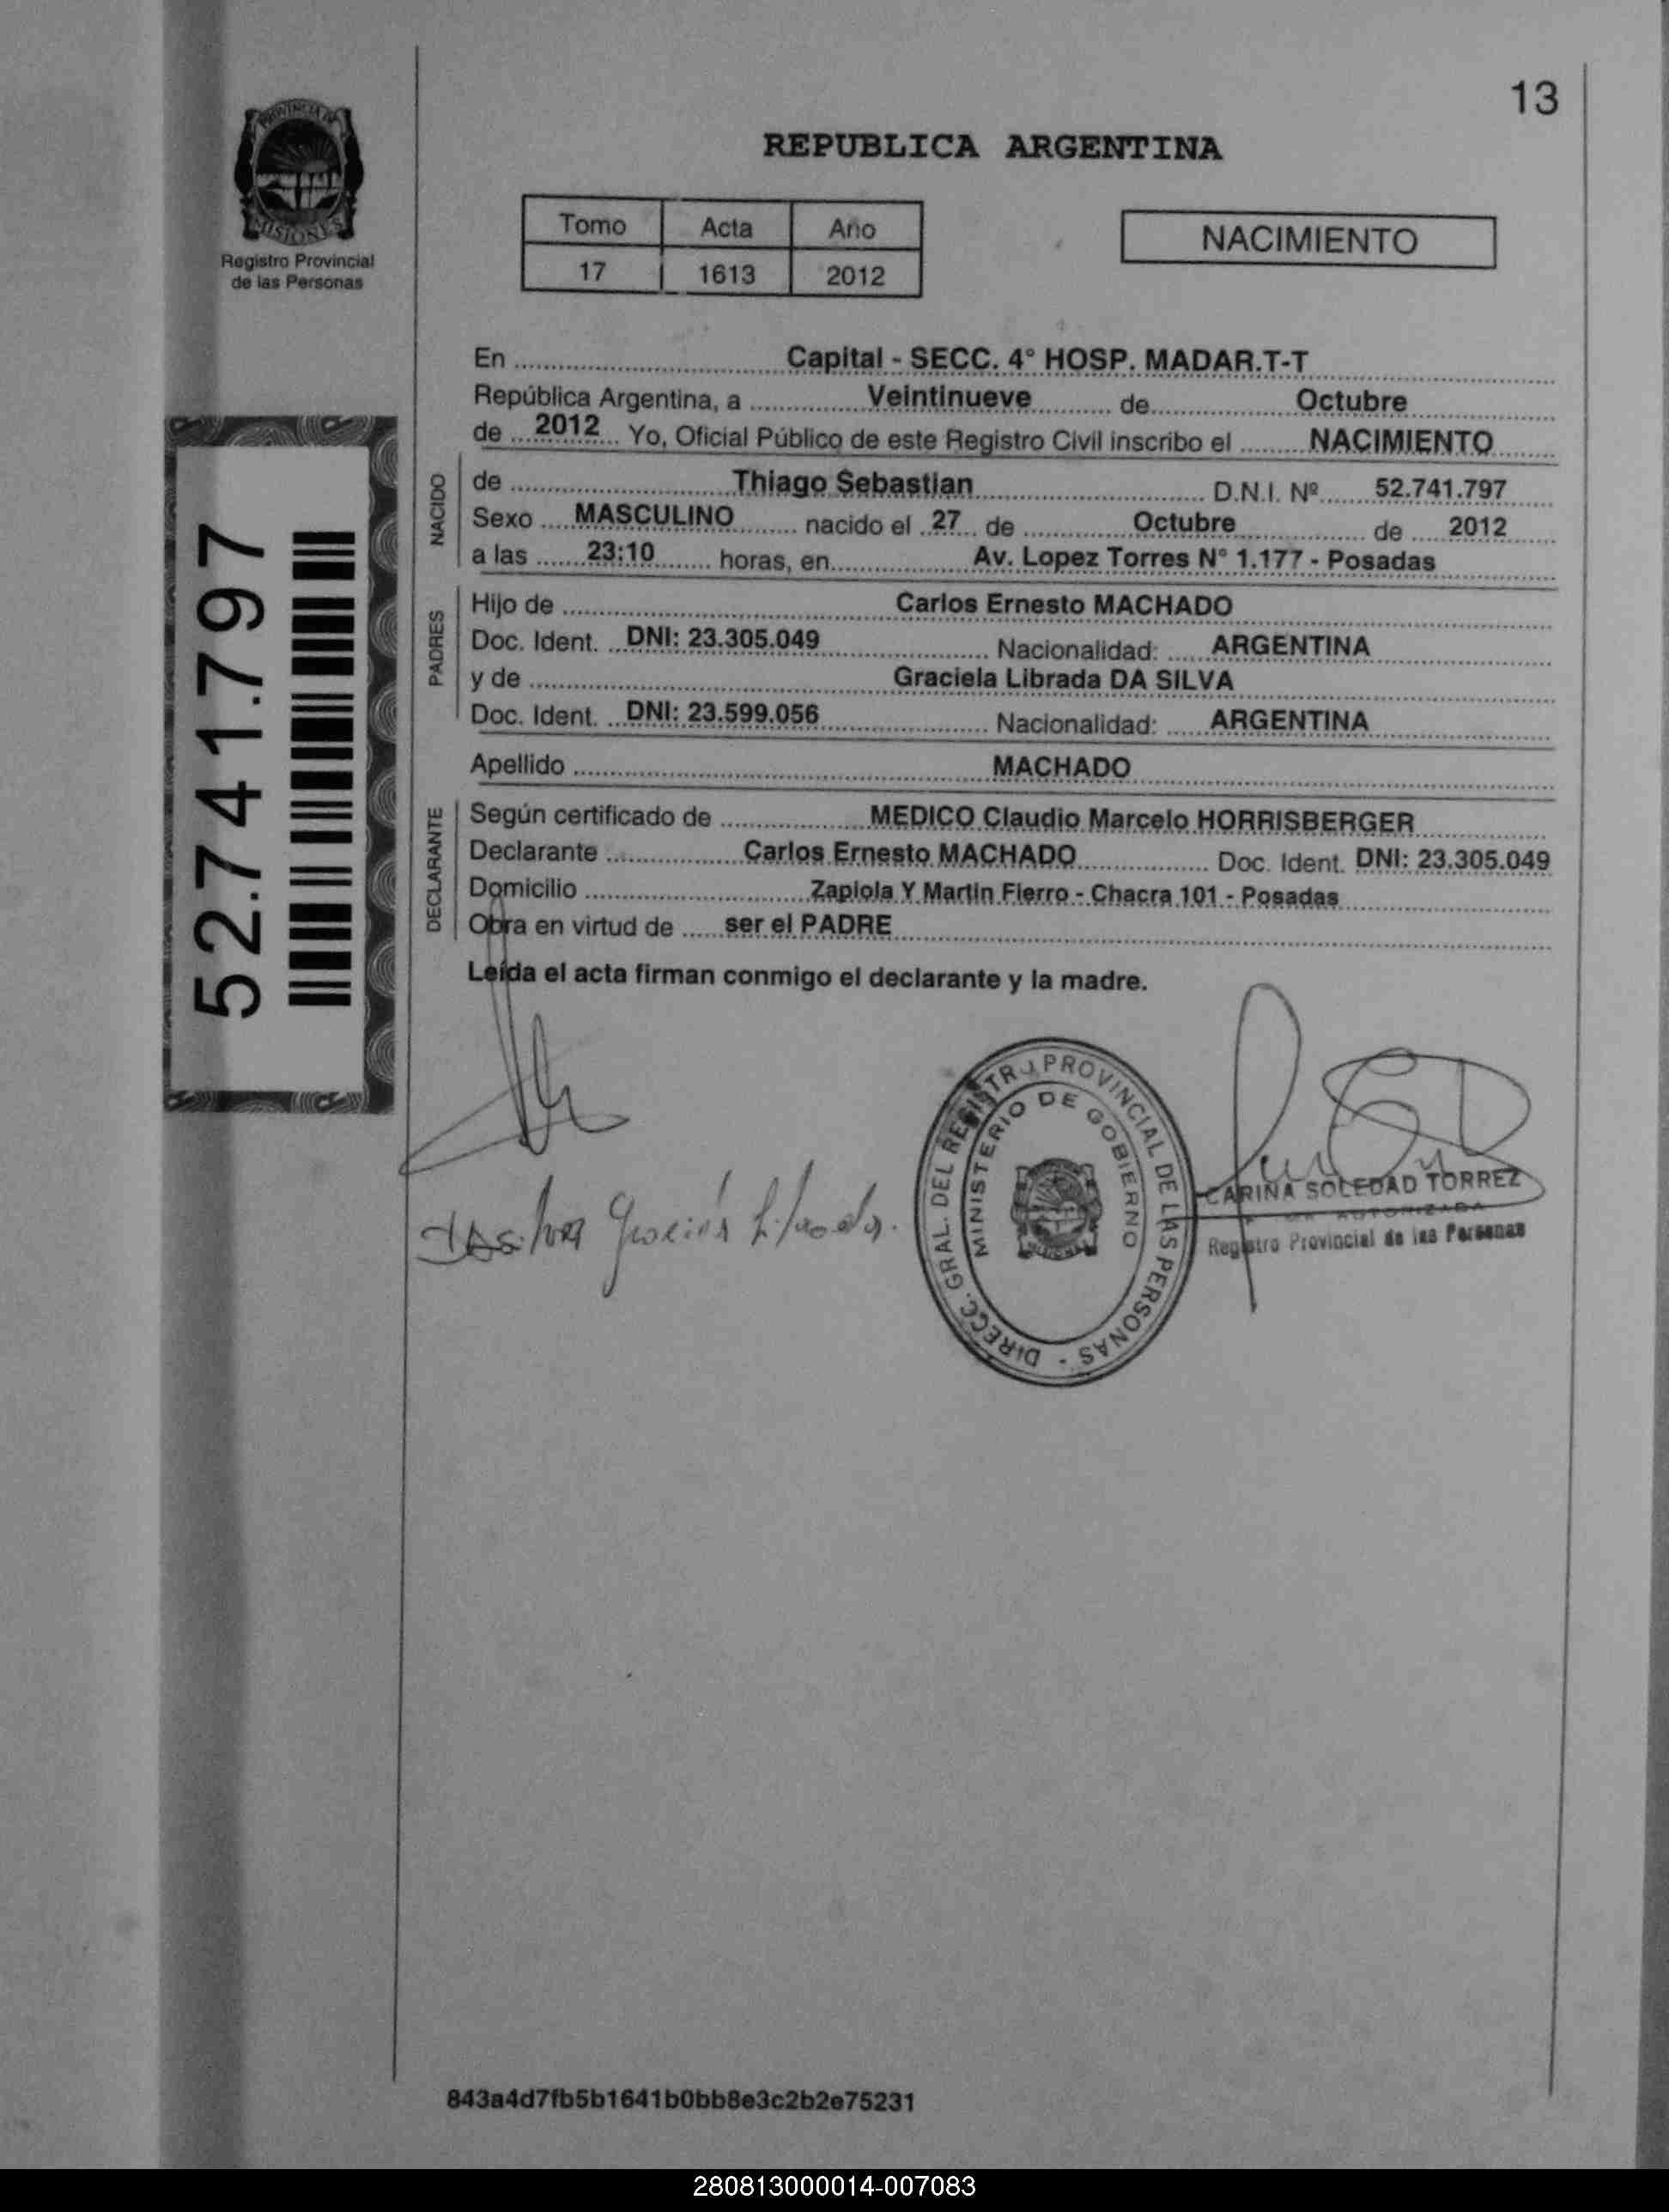 13
PROVINCIA DE
MISIONES
Registro Provincial
de las Personas
REPUBLICA ARGENTINA
Tomo Acta Año
17 1613 2012
NACIMIENTO
En Capital - SECC. 4° HOSP. MADAR.T-T
República Argentina, a Veintinueve de Octubre
de 2012 Yo, Oficial Público de este Registro Civil inscribo el NACIMIENTO
NACIDO
de Thiago Sebastian D.N.I. Nº 52.741.797
Sexo MASCULINO nacido el 27 de Octubre de 2012
a las 23:10 horas, en Av. Lopez Torres N° 1.177 - Posadas
PADRES
Hijo de Carlos Ernesto MACHADO
Doc. Ident. DNI: 23.305.049 Nacionalidad: ARGENTINA
y de Graciela Librada DA SILVA
Doc. Ident. DNI: 23.599.056 Nacionalidad: ARGENTINA
Apellido MACHADO
DECLARANTE
Según certificado de MEDICO Claudio Marcelo HORRISBERGER
Declarante Carlos Ernesto MACHADO Doc. Ident. DNI: 23.305.049
Domicilio Zapiola Y Martin Fierro - Chacra 101 - Posadas
Obra en virtud de ser el PADRE
Leída el acta firman conmigo el declarante y la madre.
52.741.797
DIRECC. GRAL. DEL REGISTRO PROVINCIAL DE LAS PERSONAS -
MINISTERIO DE GOBIERNO
CARINA SOLEDAD TORREZ
AUTORIZADA
Registro Provincial de las Personas
843a4d7fb5b1641b0bb8e3c2b2e75231
280813000014-007083